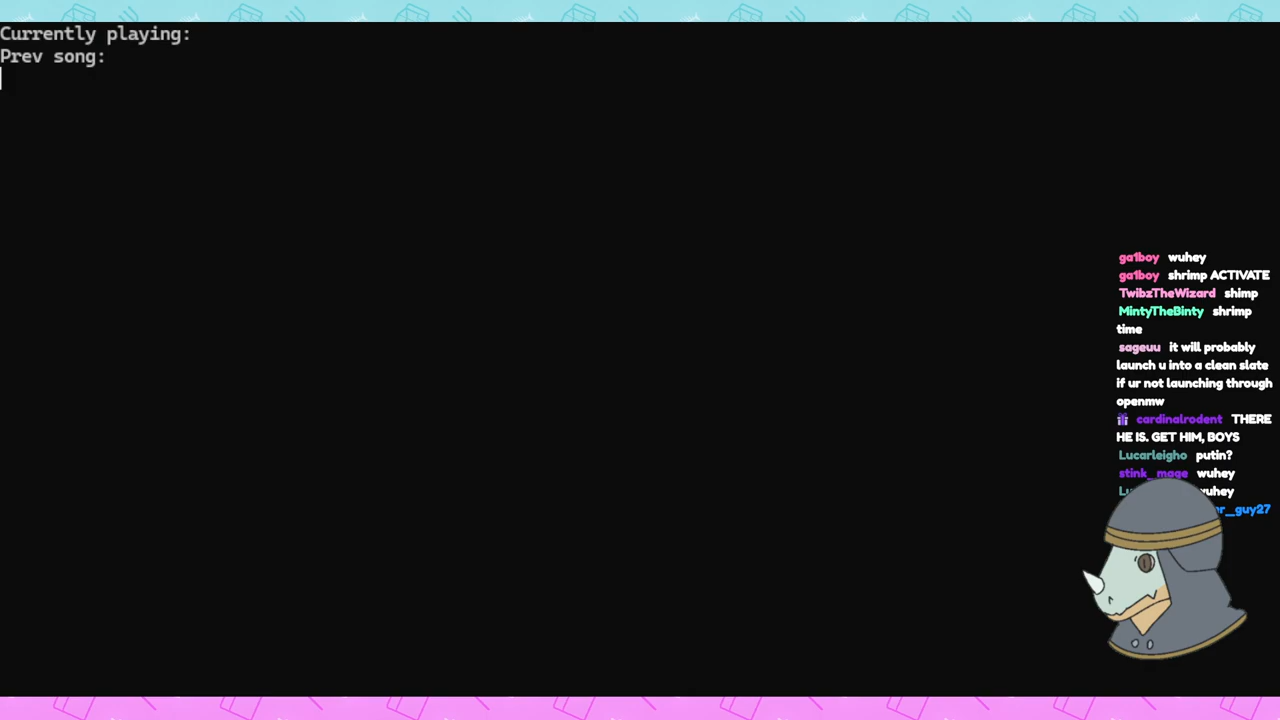 Currently playing:
Prev song:
ga1boy wuhey
ga1boy shrimp ACTIVATE
TwibzTheWizard shimp
MintyTheBinty shrimp
time
sageuu it will probably
launch u into a clean slate
if ur not launching through
openmw
cardinalrodent THERE
HE IS. GET HIM, BOYS
Lucarleigho putin?
stink_mage wuhey